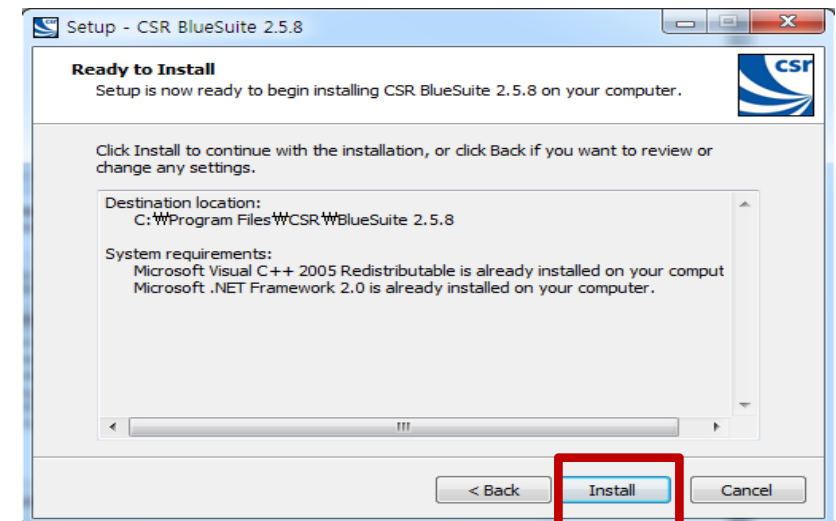 Setup - CSR BlueSuite 2.5.8
Ready to Install
Setup is now ready to begin installing CSR BlueSuite 2.5.8 on your computer.
csr
Click Install to continue with the installation, or click Back if you want to review or
change any settings.
Destination location:
C:₩Program Files₩CSR₩BlueSuite 2.5.8
System requirements:
Microsoft Visual C++ 2005 Redistributable is already installed on your comput
Microsoft .NET Framework 2.0 is already installed on your computer.
< Back
Install
Cancel